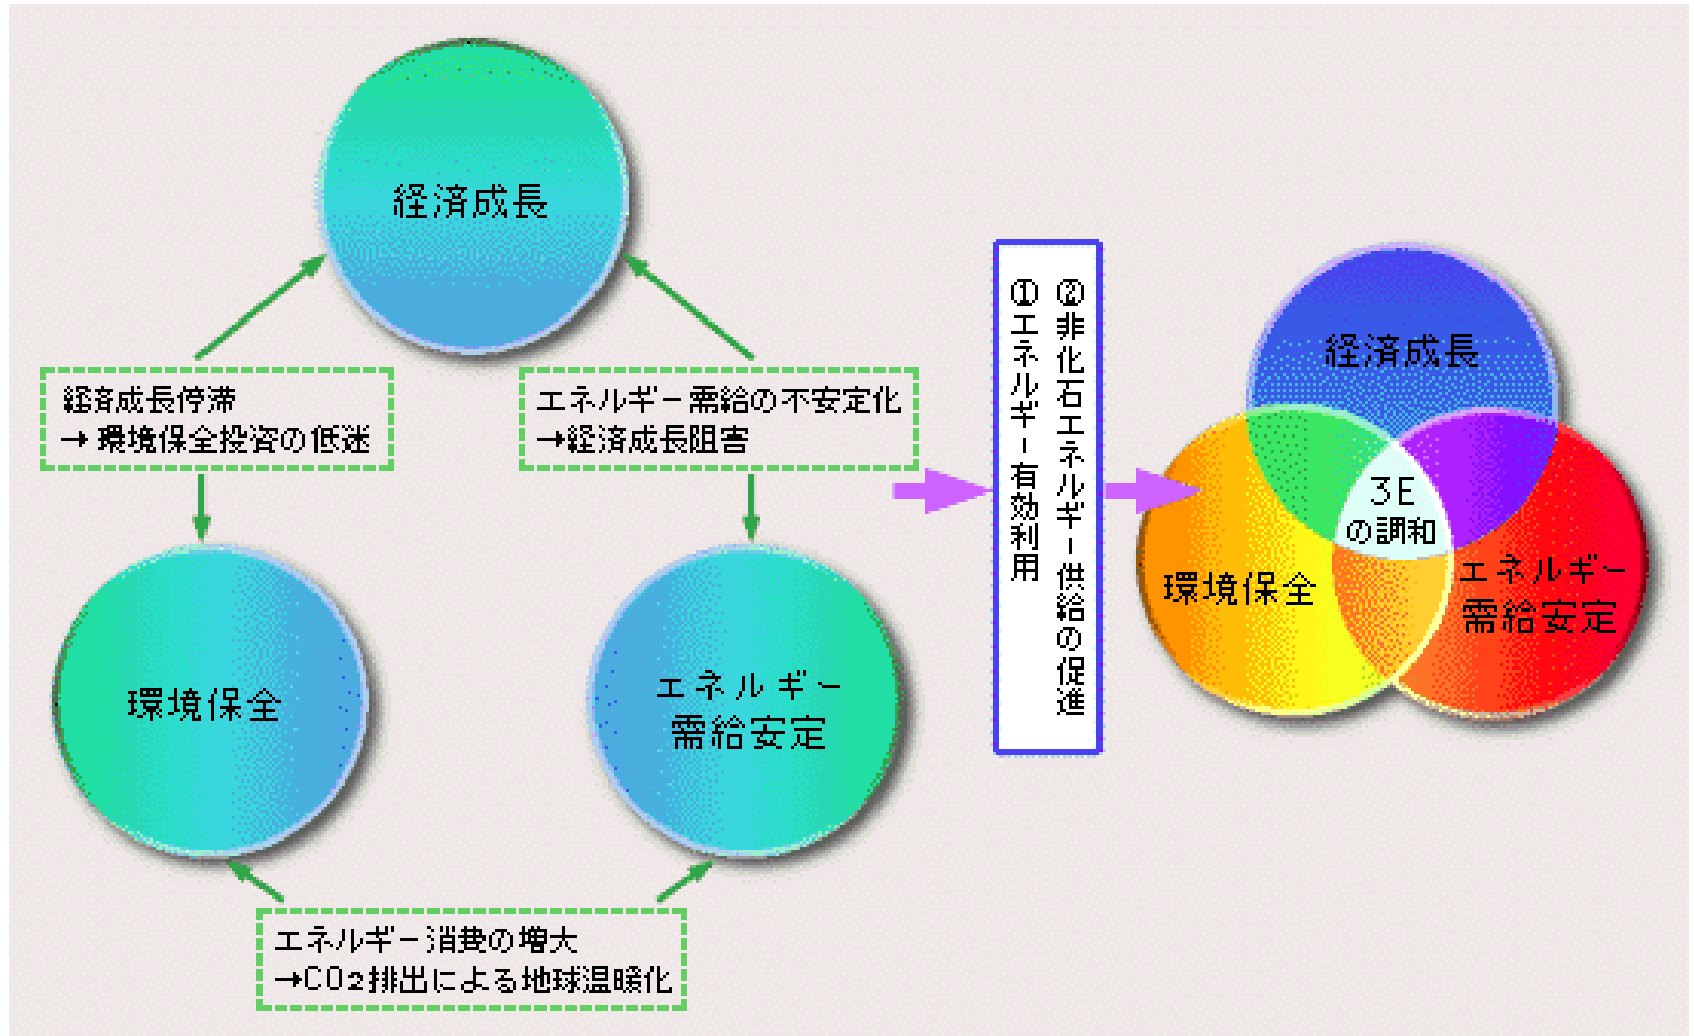 経済成長
経済成長停滞
→環境保全投資の低迷
エネルギー需給の不安定化
→経済成長阻害
環境保全
エネルギー
需給安定
エネルギー消費の増大
→CO2排出による地球温暖化
①エネルギー有効利用
②非化石エネルギー供給の促進
経済成長
3E
の調和
環境保全
エネルギー
需給安定